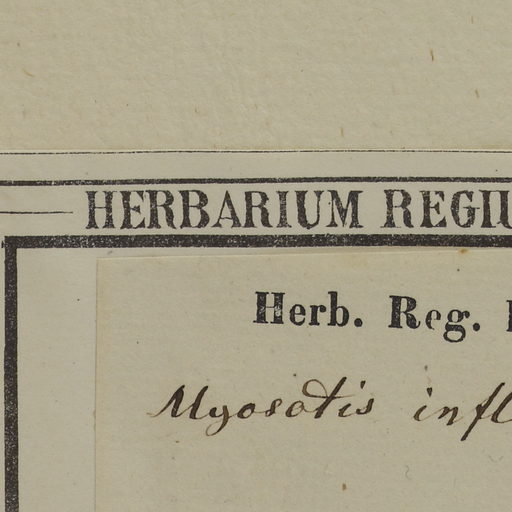 HERBARIUM REGIU
Herb. Reg.
Myosotis infl